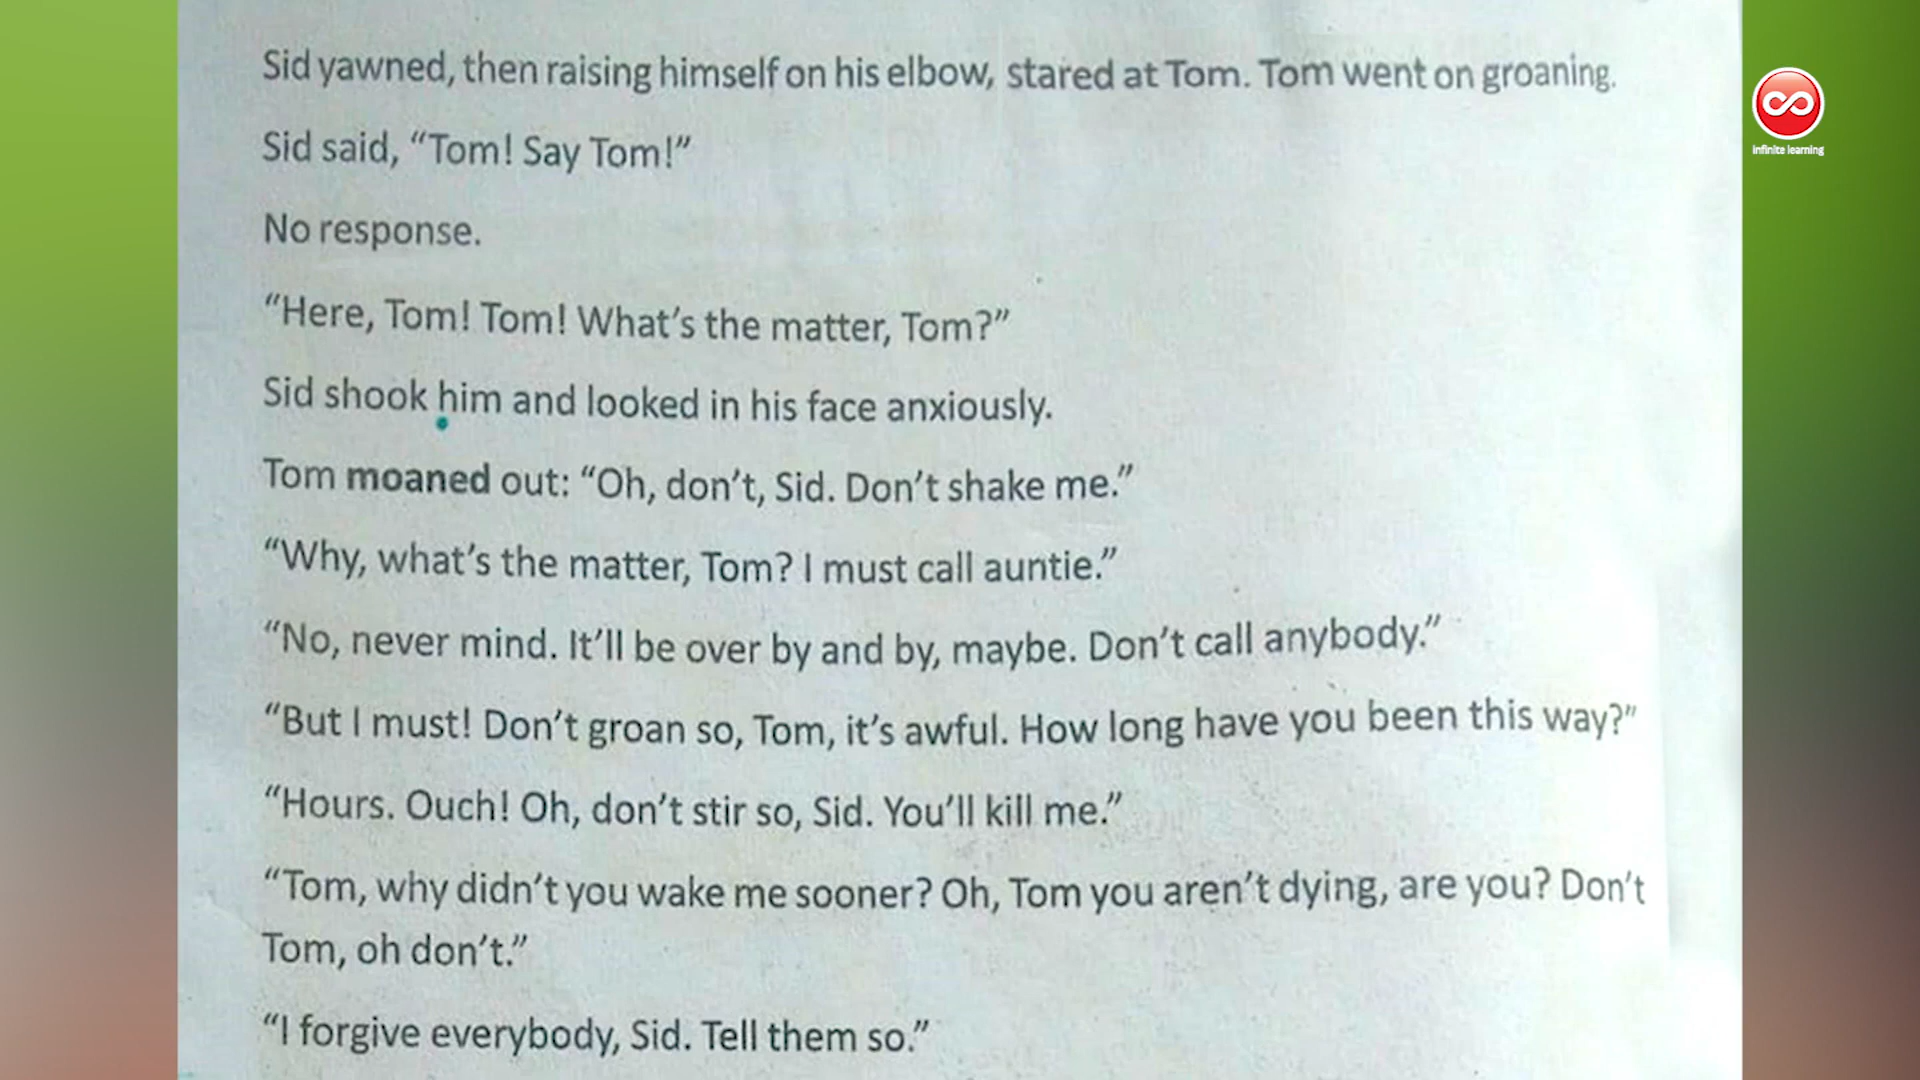 Sid yawned, then raising himself on his elbow, stared at Tom. Tom went on groaning.
Sid said, “Tom! Say Tom!”
No response.
“Here, Tom! Tom! What’s the matter, Tom?”
Sid shook him and looked in his face anxiously.
Tom moaned out: “Oh, don’t, Sid. Don’t shake me.”
“Why, what’s the matter, Tom? I must call auntie.”
“No, never mind. It’ll be over by and by, maybe. Don’t call anybody.”
“But I must! Don’t groan so, Tom, it’s awful. How long have you been this way?”
“Hours. Ouch! Oh, don’t stir so, Sid. You’ll kill me.”
“Tom, why didn’t you wake me sooner? Oh, Tom you aren’t dying, are you? Don’t
Tom, oh don’t.”
“I forgive everybody, Sid. Tell them so.”
infinite learning